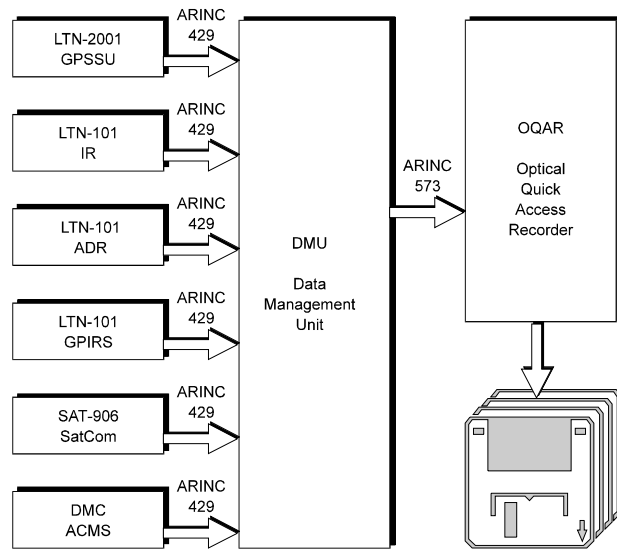 LTN-2001
GPSSU
ARINC
429
LTN-101
IR
ARINC
429
LTN-101
ADR
ARINC
429
LTN-101
GPIRS
ARINC
429
SAT-906
SatCom
ARINC
429
DMC
ACMS
ARINC
429
DMU
Data
Management
Unit
ARINC
573
OQAR
Optical
Quick
Access
Recorder